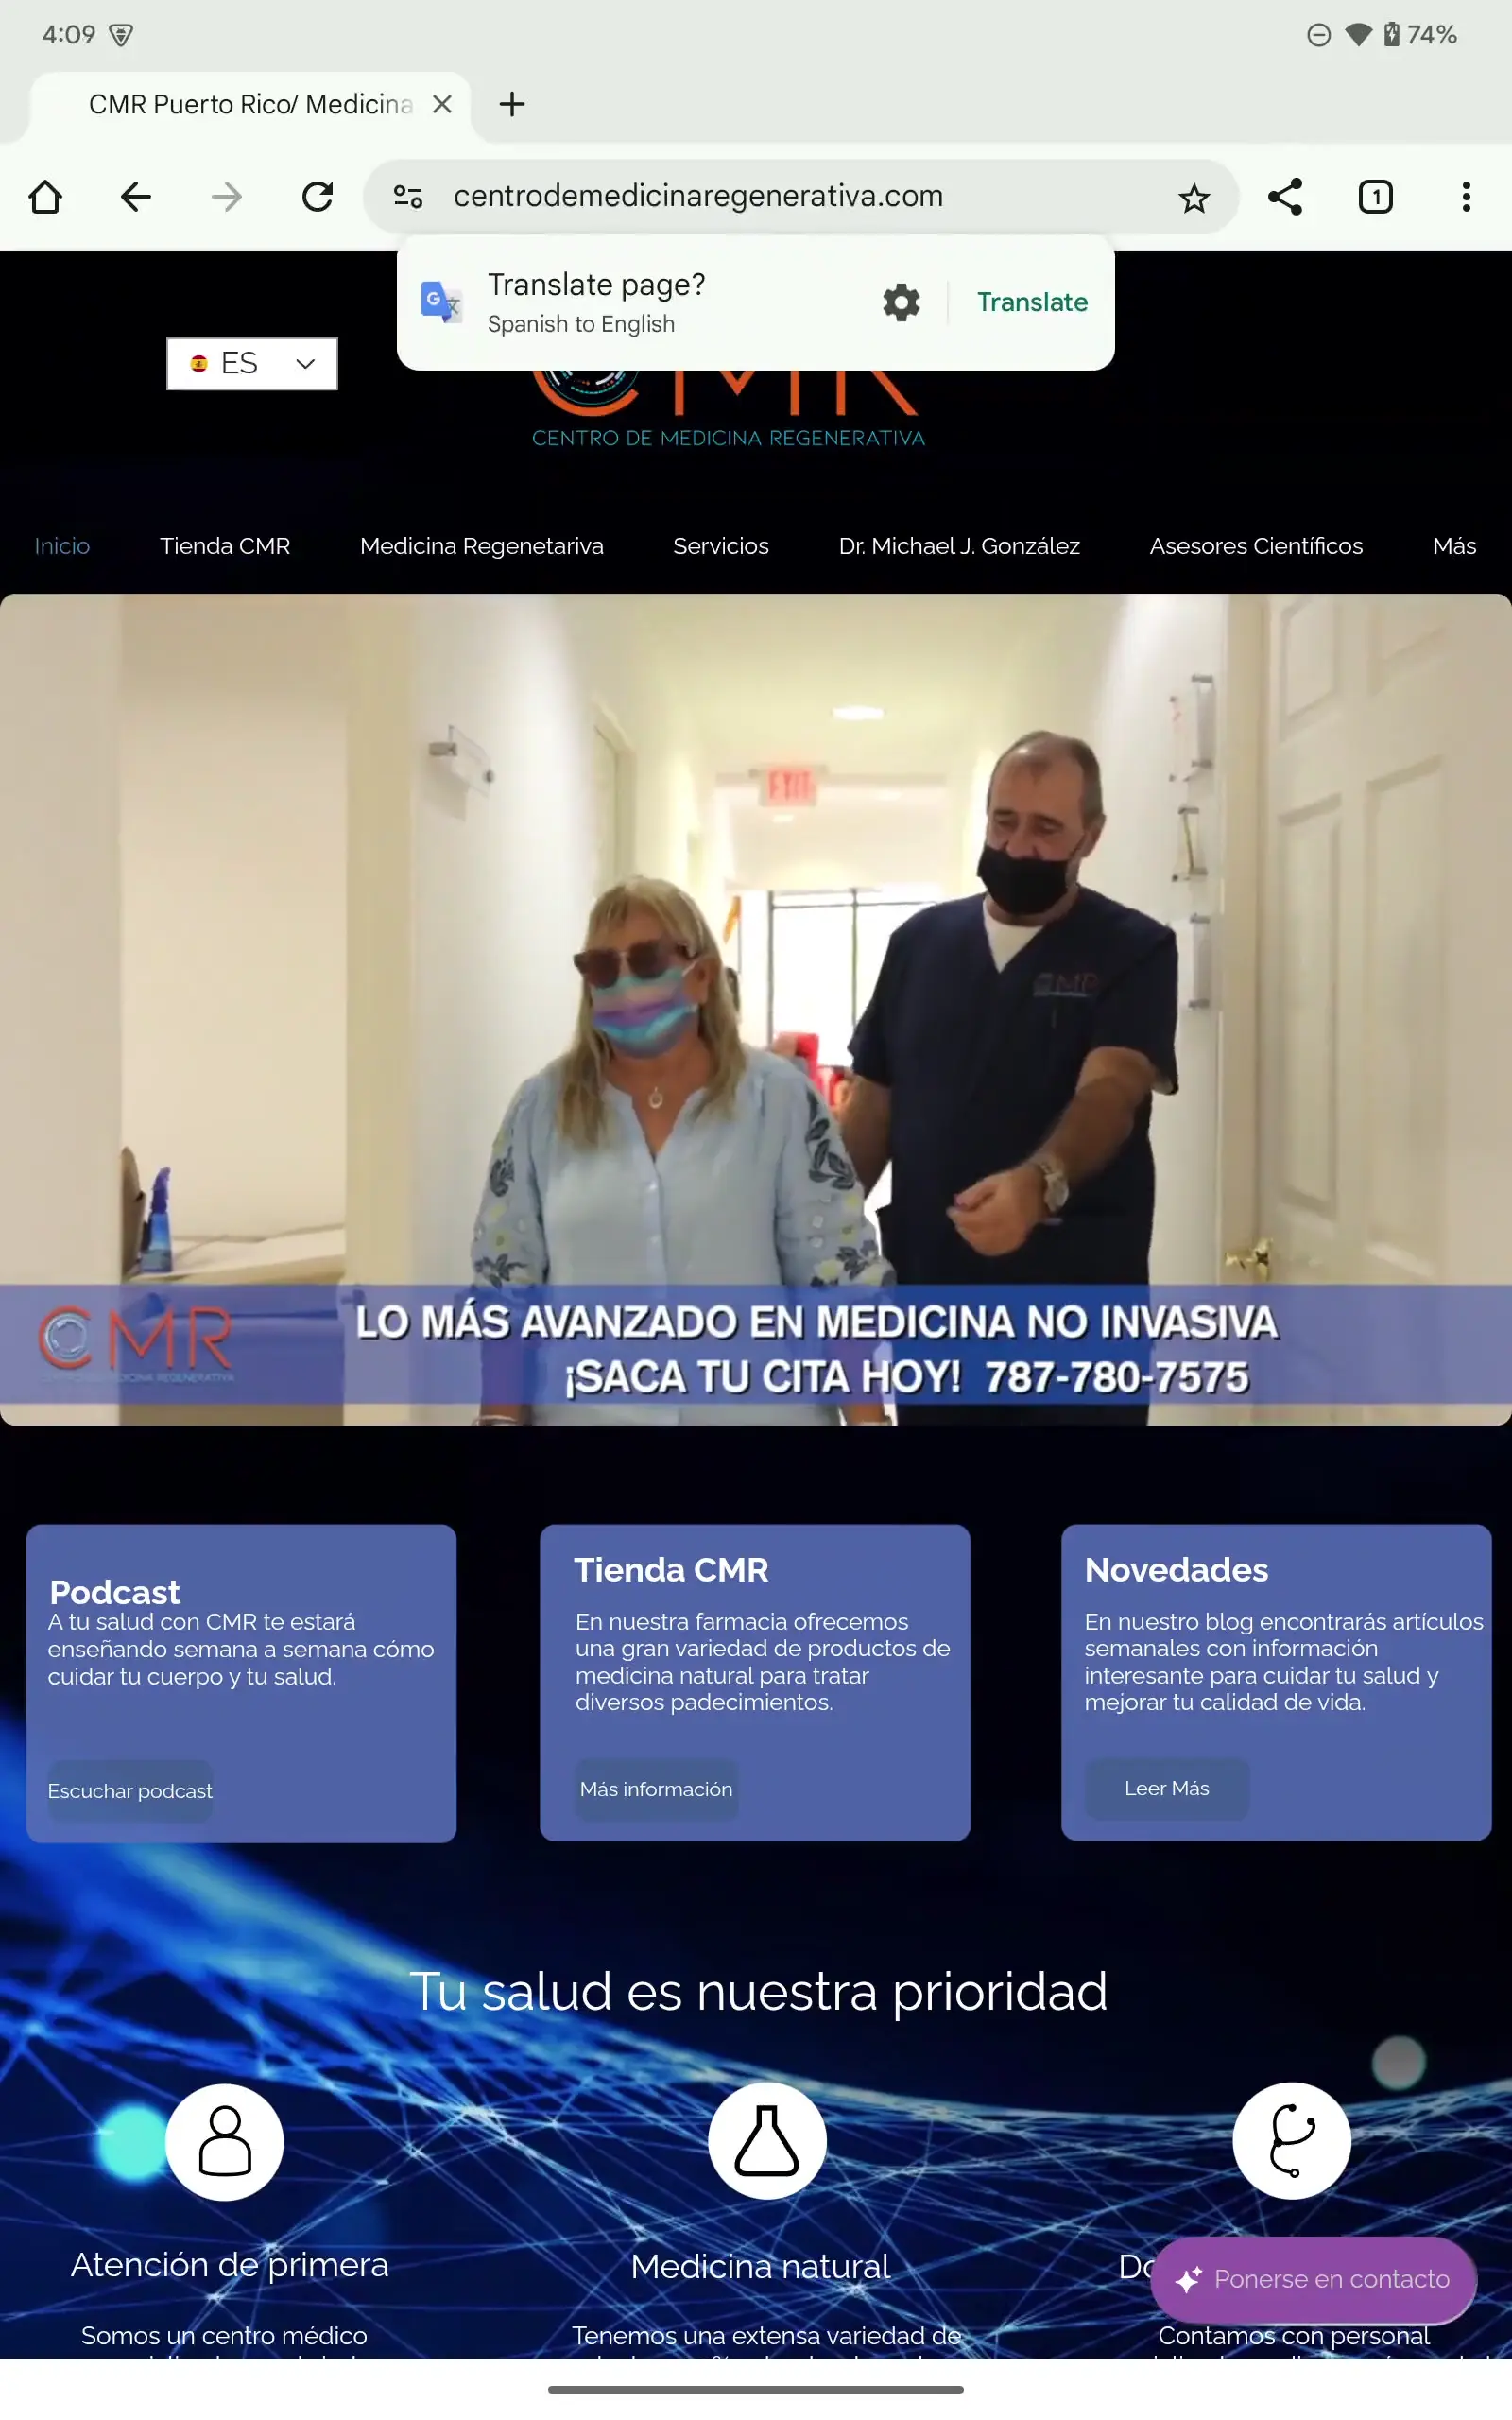 4:09
74%
CMR Puerto Rico/ Medicina
centrodemedicinaregenerativa.com
1
Translate page?
Spanish to English
Translate
ES
CMR
CENTRO DE MEDICINA REGENERATIVA
Inicio Tienda CMR Medicina Regenetariva Servicios Dr. Michael J. González Asesores Científicos Más
EXIT
CMR
CMR
LO MÁS AVANZADO EN MEDICINA NO INVASIVA
¡SACA TU CITA HOY! 787-780-7575
Podcast
A tu salud con CMR te estará
enseñando semana a semana cómo
cuidar tu cuerpo y tu salud.
Escuchar podcast
Tienda CMR
En nuestra farmacia ofrecemos
una gran variedad de productos de
medicina natural para tratar
diversos padecimientos.
Más información
Novedades
En nuestro blog encontrarás artículos
semanales con información
interesante para cuidar tu salud y
mejorar tu calidad de vida.
Leer Más
Tu salud es nuestra prioridad
Atención de primera
Somos un centro médico
Medicina natural
Tenemos una extensa variedad de
Ponerse en contacto
Contamos con personal